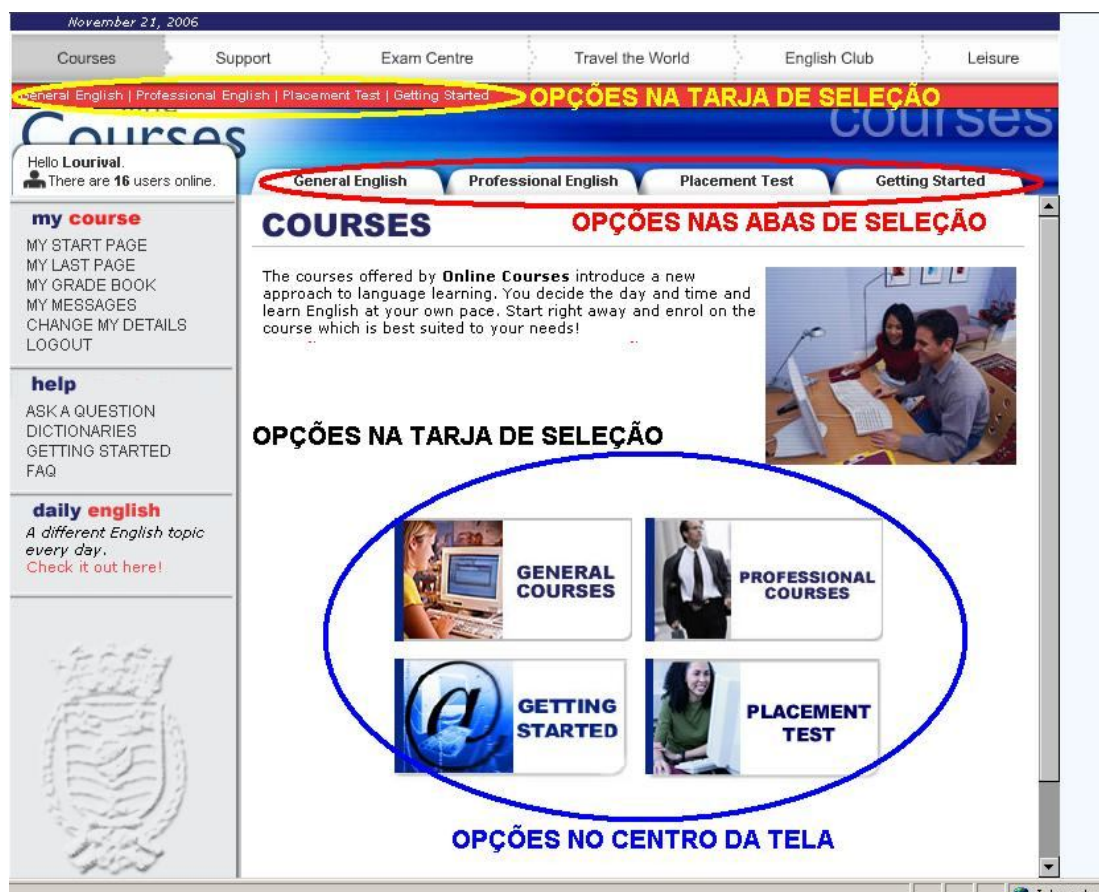 November 21, 2006
Courses Support Exam Centre Travel the World English Club Leisure
General English | Professional English | Placement Test | Getting Started OPÇÕES NA TARJA DE SELEÇÃO
Courses courses
Hello Lourival.
There are 16 users online.
General English Professional English Placement Test Getting Started
my course
MY START PAGE
MY LAST PAGE
MY GRADE BOOK
MY MESSAGES
CHANGE MY DETAILS
LOGOUT
help
ASK A QUESTION
DICTIONARIES
GETTING STARTED
FAQ
daily english
A different English topic
every day.
Check it out here!
COURSES OPÇÕES NAS ABAS DE SELEÇÃO
The courses offered by Online Courses introduce a new
approach to language learning. You decide the day and time and
learn English at your own pace. Start right away and enrol on the
course which is best suited to your needs!
OPÇÕES NA TARJA DE SELEÇÃO
GENERAL
COURSES
PROFESSIONAL
COURSES
GETTING
STARTED
PLACEMENT
TEST
OPÇÕES NO CENTRO DA TELA